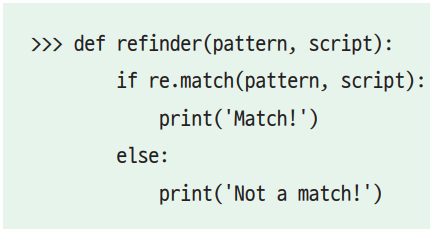 >>> def refinder(pattern, script):
        if re.match(pattern, script):
            print('Match!')
        else:
            print('Not a match!')